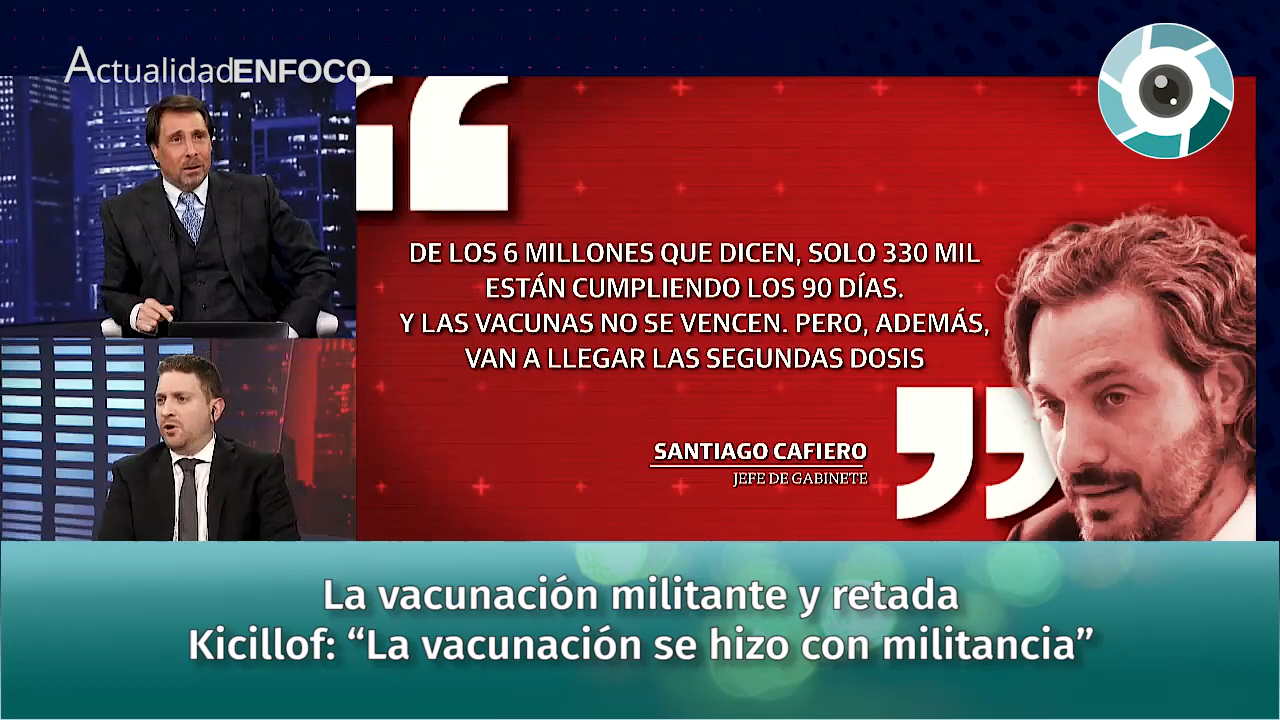 ActualidadENFOCO
DE LOS 6 MILLONES QUE DICEN, SOLO 330 MIL
ESTÁN CUMPLIENDO LOS 90 DÍAS.
Y LAS VACUNAS NO SE VENCEN. PERO, ADEMÁS,
VAN A LLEGAR LAS SEGUNDAS DOSIS
SANTIAGO CAFIERO
JEFE DE GABINETE
La vacunación militante y retada
Kicillof: “La vacunación se hizo con militancia”